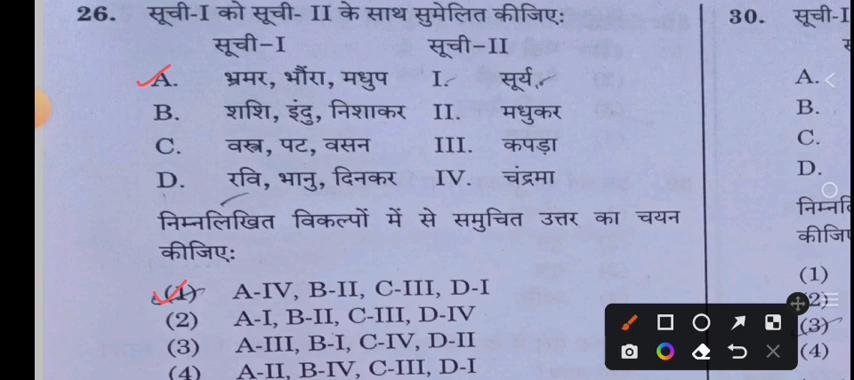 26. सूची-I को सूची- II के साथ सुमेलित कीजिए:
सूची-I सूची-II
A. भ्रमर, भौंरा, मधुप I. सूर्य
B. शशि, इंदु, निशाकर II. मधुकर
C. वस्त्र, पट, वसन III. कपड़ा
D. रवि, भानु, दिनकर IV. चंद्रमा
निम्नलिखित विकल्पों में से समुचित उत्तर का चयन
कीजिए:
(1) A-IV, B-II, C-III, D-I
(2) A-I, B-II, C-III, D-IV
(3) A-III, B-I, C-IV, D-II
(4) A-II, B-IV, C-III, D-I
30. सूची-I
A.
B.
C.
D.
(1)
(2)
(3)
(4)